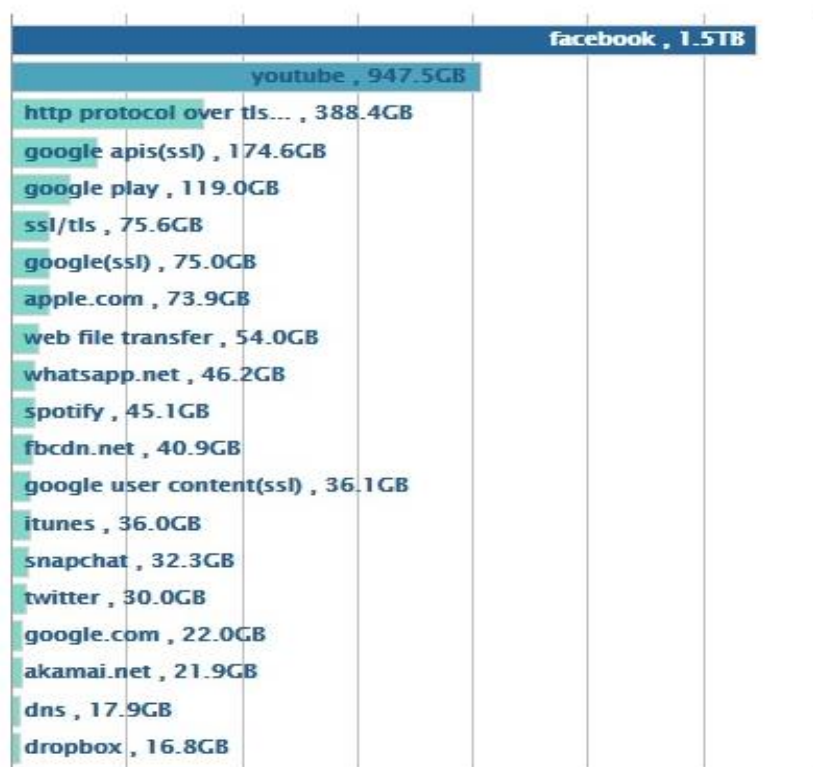 facebook , 1.5TB
youtube , 947.5GB
http protocol over tls... , 388.4GB
google apis(ssl) , 174.6GB
google play , 119.0GB
ssl/tls , 75.6GB
google(ssl) , 75.0GB
apple.com , 73.9GB
web file transfer , 54.0GB
whatsapp.net , 46.2GB
spotify , 45.1GB
fbcdn.net , 40.9GB
google user content(ssl) , 36.1GB
itunes , 36.0GB
snapchat , 32.3GB
twitter , 30.0GB
google.com , 22.0GB
akamai.net , 21.9GB
dns , 17.9GB
dropbox , 16.8GB